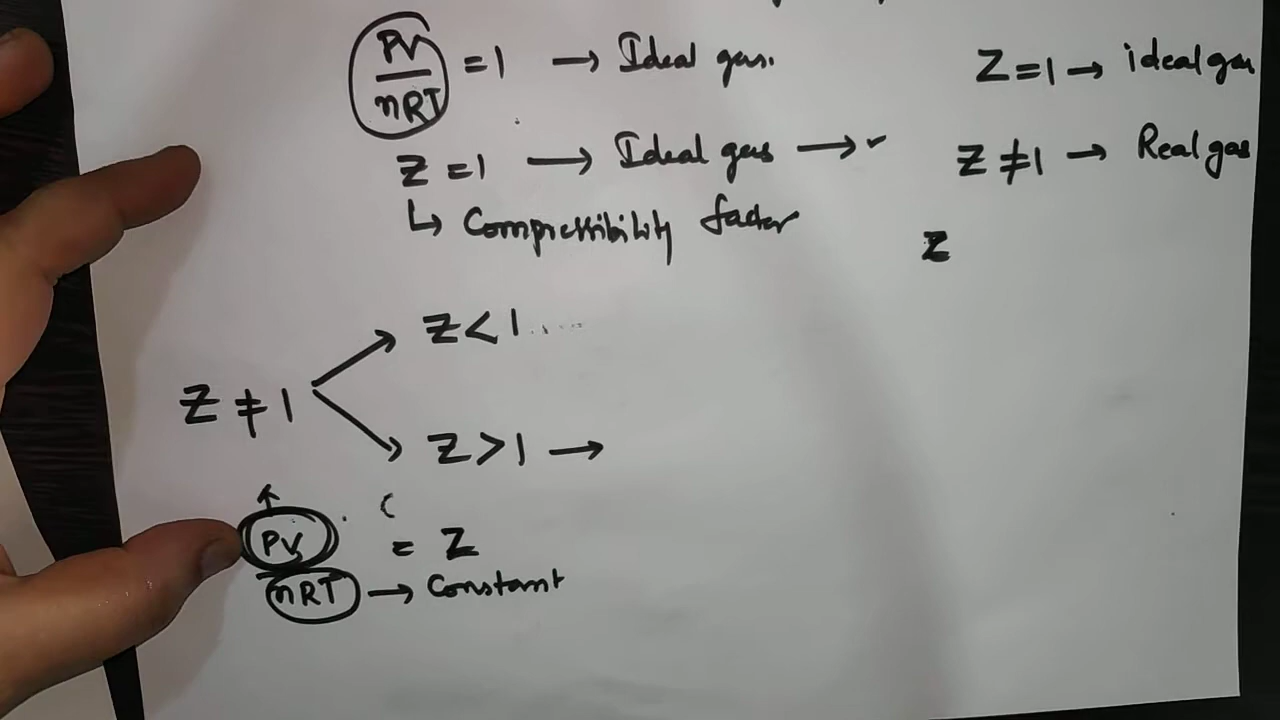 PV/nRT = 1 → Ideal gas.
Z = 1 → ideal gas
Z = 1 → Ideal gas →
Z ≠ 1 → Real gas
↳ Compressibility factor
Z
Z < 1
Z ≠ 1
Z > 1 → 
PV/nRT = Z
nRT → Constant